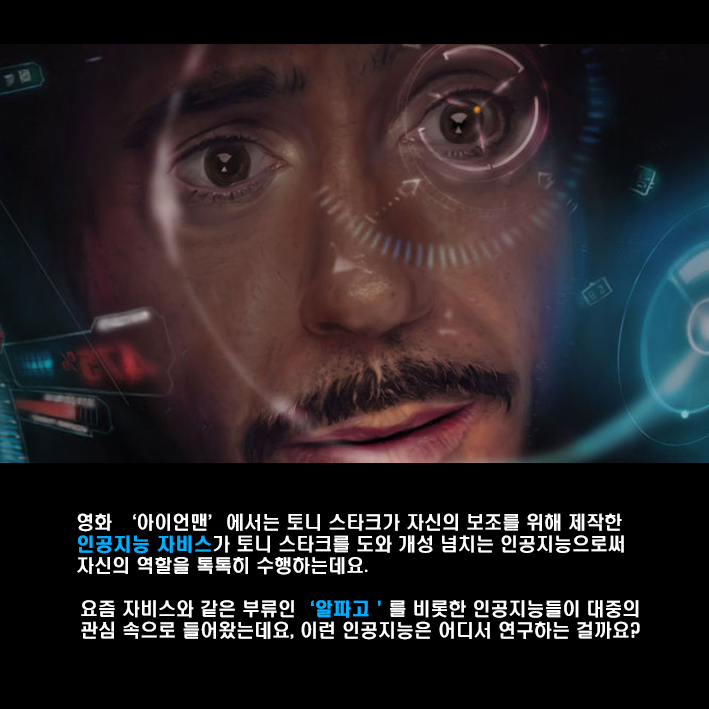 영화 ‘아이언맨’ 에서는 토니 스타크가 자신의 보조를 위해 제작한
인공지능 자비스가 토니 스타크를 도와 개성 넘치는 인공지능으로써
자신의 역할을 톡톡히 수행하는데요.
요즘 자비스와 같은 부류인 ‘알파고 ' 를 비롯한 인공지능들이 대중의
관심 속으로 들어왔는데요, 이런 인공지능은 어디서 연구하는 걸까요?